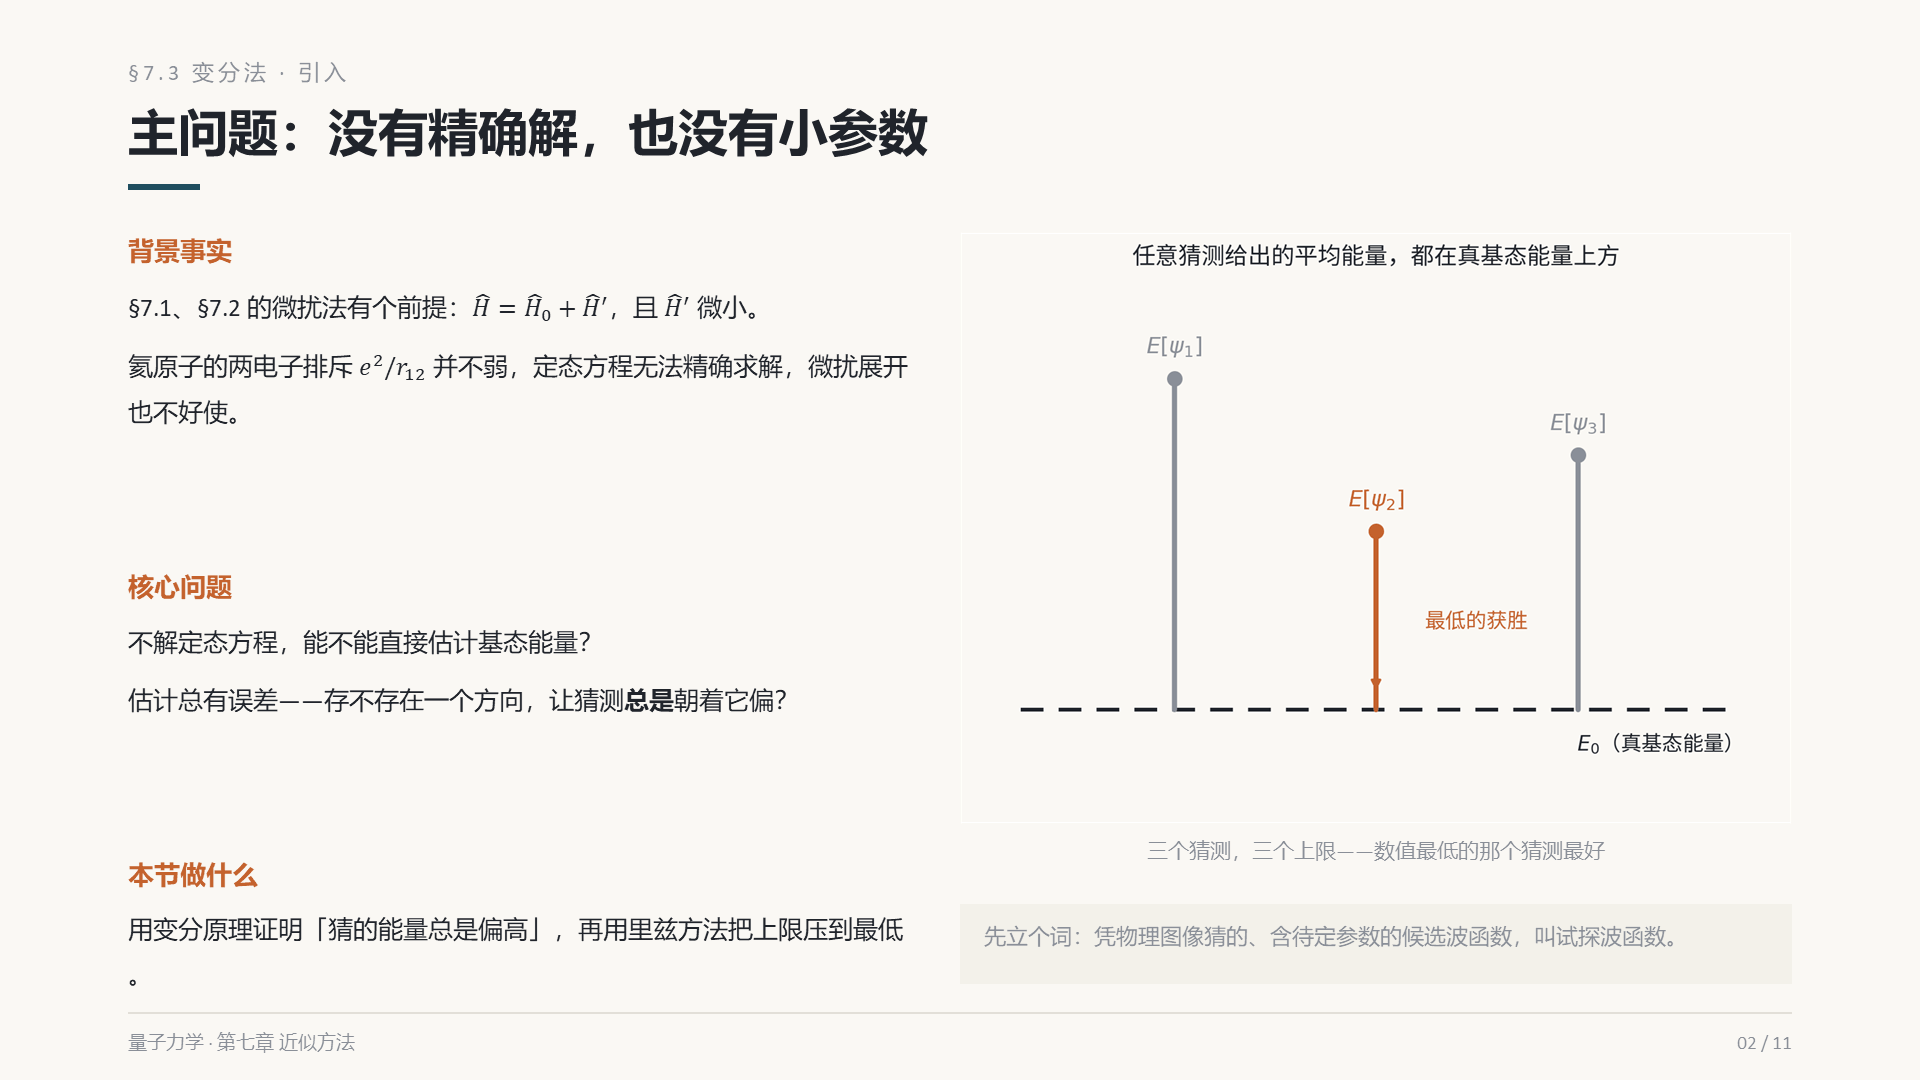 §7.3 变分法 · 引入
主问题：没有精确解，也没有小参数
背景事实
§7.1、§7.2 的微扰法有个前提：Ĥ = Ĥ₀ + Ĥ′，且 Ĥ′ 微小。
氦原子的两电子排斥 e²/r₁₂ 并不弱，定态方程无法精确求解，微扰展开
也不好使。
核心问题
不解定态方程，能不能直接估计基态能量？
估计总有误差——存不存在一个方向，让猜测总是朝着它偏？
本节做什么
用变分原理证明「猜的能量总是偏高」，再用里兹方法把上限压到最低
。
任意猜测给出的平均能量，都在真基态能量上方
E[ψ₁]
E[ψ₃]
E[ψ₂]
最低的获胜
E₀（真基态能量）
三个猜测，三个上限——数值最低的那个猜测最好
先立个词：凭物理图像猜的、含待定参数的候选波函数，叫试探波函数。
量子力学 · 第七章 近似方法
02 / 11